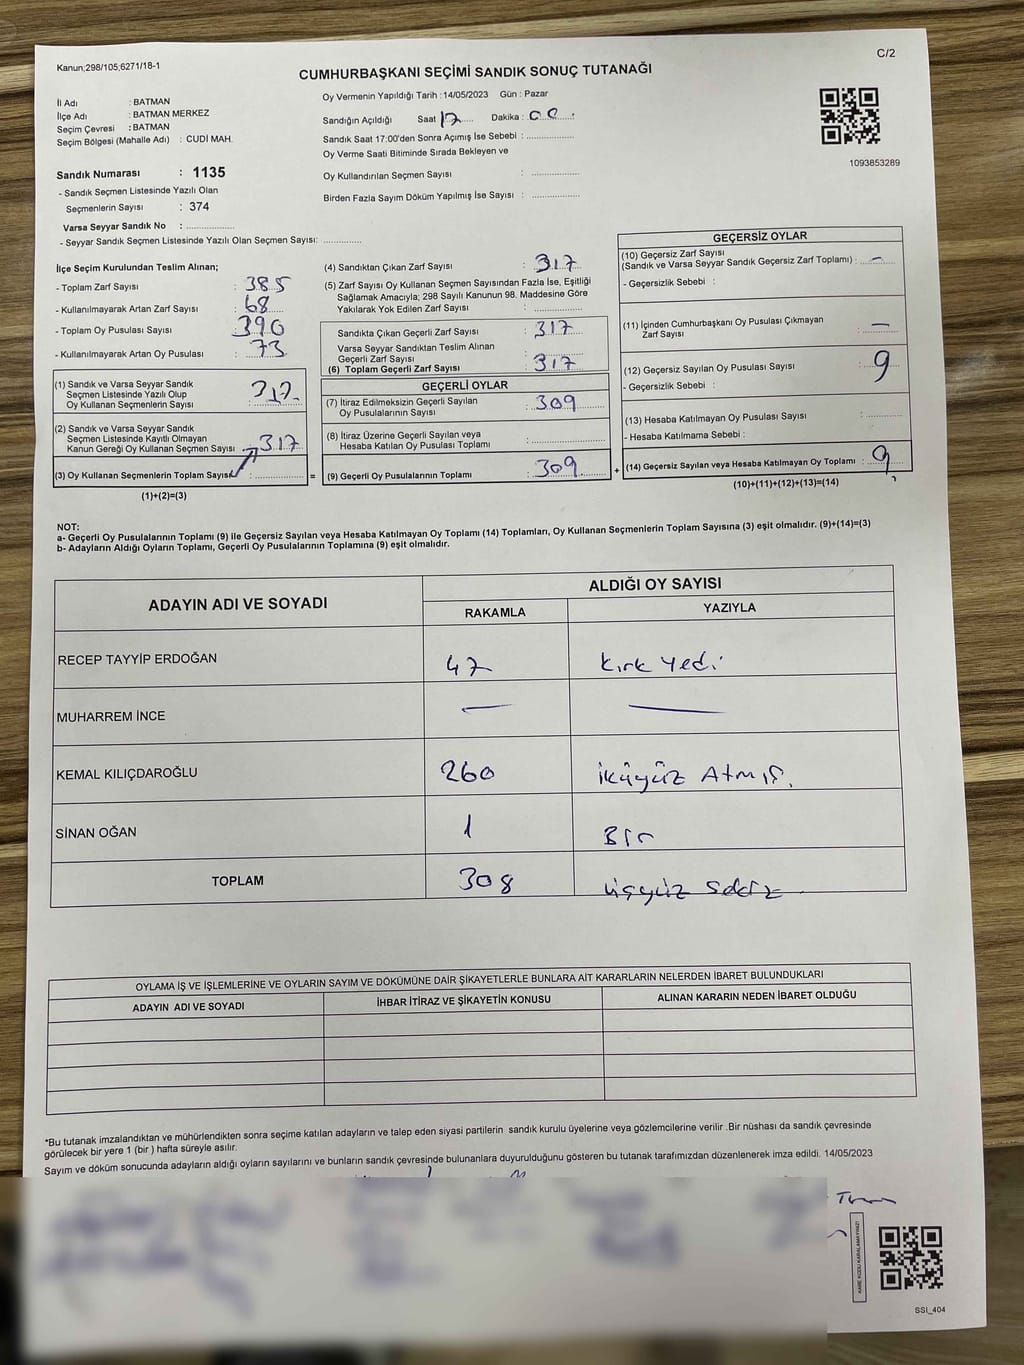 Kanun;298/105;6271/18-1
C/2
CUMHURBAŞKANI SEÇİMİ SANDIK SONUÇ TUTANAĞI
İl Adı : BATMAN
İlçe Adı : BATMAN MERKEZ
Seçim Çevresi : BATMAN
Seçim Bölgesi (Mahalle Adı) : CUDİ MAH.
Sandık Numarası : 1135
- Sandık Seçmen Listesinde Yazılı Olan
Seçmenlerin Sayısı : 374
Varsa Seyyar Sandık No : ................
- Seyyar Sandık Seçmen Listesinde Yazılı Olan Seçmen Sayısı: ............
Oy Vermenin Yapıldığı Tarih :14/05/2023 Gün : Pazar
Sandığın Açıldığı Saat 17 Dakika : 00
Sandık Saat 17:00'den Sonra Açımış İse Sebebi : ................
Oy Verme Saati Bitiminde Sırada Bekleyen ve
Oy Kullandırılan Seçmen Sayısı : ................
Birden Fazla Sayım Döküm Yapılmış İse Sayısı : ................
1093853289
İlçe Seçim Kurulundan Teslim Alınan;
- Toplam Zarf Sayısı : 385
- Kullanılmayarak Artan Zarf Sayısı : 68
- Toplam Oy Pusulası Sayısı : 390
- Kullanılmayarak Artan Oy Pusulası : 73
(1) Sandık ve Varsa Seyyar Sandık
Seçmen Listesinde Yazılı Olup
Oy Kullanan Seçmenlerin Sayısı : 317
(2) Sandık ve Varsa Seyyar Sandık
Seçmen Listesinde Kayıtlı Olmayan
Kanun Gereği Oy Kullanan Seçmen Sayısı : 317
(3) Oy Kullanan Seçmenlerin Toplam Sayısı : ............ =
(1)+(2)=(3)
(4) Sandıktan Çıkan Zarf Sayısı : 317
(5) Zarf Sayısı Oy Kullanan Seçmen Sayısından Fazla İse, Eşitliği
Sağlamak Amacıyla; 298 Sayılı Kanunun 98. Maddesine Göre
Yakılarak Yok Edilen Zarf Sayısı : ............
Sandıkta Çıkan Geçerli Zarf Sayısı : 317
Varsa Seyyar Sandıktan Teslim Alınan
Geçerli Zarf Sayısı :
(6) Toplam Geçerli Zarf Sayısı : 317
GEÇERLİ OYLAR
(7) İtiraz Edilmeksizin Geçerli Sayılan
Oy Pusulalarının Sayısı : 309
(8) İtiraz Üzerine Geçerli Sayılan veya
Hesaba Katılan Oy Pusulası Toplamı : ............
(9) Geçerli Oy Pusulalarının Toplamı : 309 +
GEÇERSİZ OYLAR
(10) Geçersiz Zarf Sayısı
(Sandık ve Varsa Seyyar Sandık Geçersiz Zarf Toplamı) : —
- Geçersizlik Sebebi :
(11) İçinden Cumhurbaşkanı Oy Pusulası Çıkmayan
Zarf Sayısı : —
(12) Geçersiz Sayılan Oy Pusulası Sayısı : 9
- Geçersizlik Sebebi :
(13) Hesaba Katılmayan Oy Pusulası Sayısı : ............
- Hesaba Katılmama Sebebi :
(14) Geçersiz Sayılan veya Hesaba Katılmayan Oy Toplamı : 9
(10)+(11)+(12)+(13)=(14)
NOT:
a- Geçerli Oy Pusulalarının Toplamı (9) ile Geçersiz Sayılan veya Hesaba Katılmayan Oy Toplamı (14) Toplamları, Oy Kullanan Seçmenlerin Toplam Sayısına (3) eşit olmalıdır. (9)+(14)=(3)
b- Adayların Aldığı Oyların Toplamı, Geçerli Oy Pusulalarının Toplamına (9) eşit olmalıdır.
ADAYIN ADI VE SOYADI ALDIĞI OY SAYISI
RAKAMLA YAZIYLA
RECEP TAYYİP ERDOĞAN 47 Kırk yedi
MUHARREM İNCE — —
KEMAL KILIÇDAROĞLU 260 ikiyüz Atmış.
SİNAN OĞAN 1 Bir
TOPLAM 308 üçyüz sekiz
OYLAMA İŞ VE İŞLEMLERİNE VE OYLARIN SAYIM VE DÖKÜMÜNE DAİR ŞİKAYETLERLE BUNLARA AİT KARARLARIN NELERDEN İBARET BULUNDUKLARI
ADAYIN ADI VE SOYADI İHBAR İTİRAZ VE ŞİKAYETİN KONUSU ALINAN KARARIN NEDEN İBARET OLDUĞU
*Bu tutanak imzalandıktan ve mühürlendikten sonra seçime katılan adayların ve talep eden siyasi partilerin sandık kurulu üyelerine veya gözlemcilerine verilir .Bir nüshası da sandık çevresinde
görülecek bir yere 1 (bir ) hafta süreyle asılır.
Sayım ve döküm sonucunda adayların aldığı oyların sayılarını ve bunların sandık çevresinde bulunanlara duyurulduğunu gösteren bu tutanak tarafımızdan düzenlenerek imza edildi. 14/05/2023
KARE KODU KARALAMAYINIZ!
SSI_404